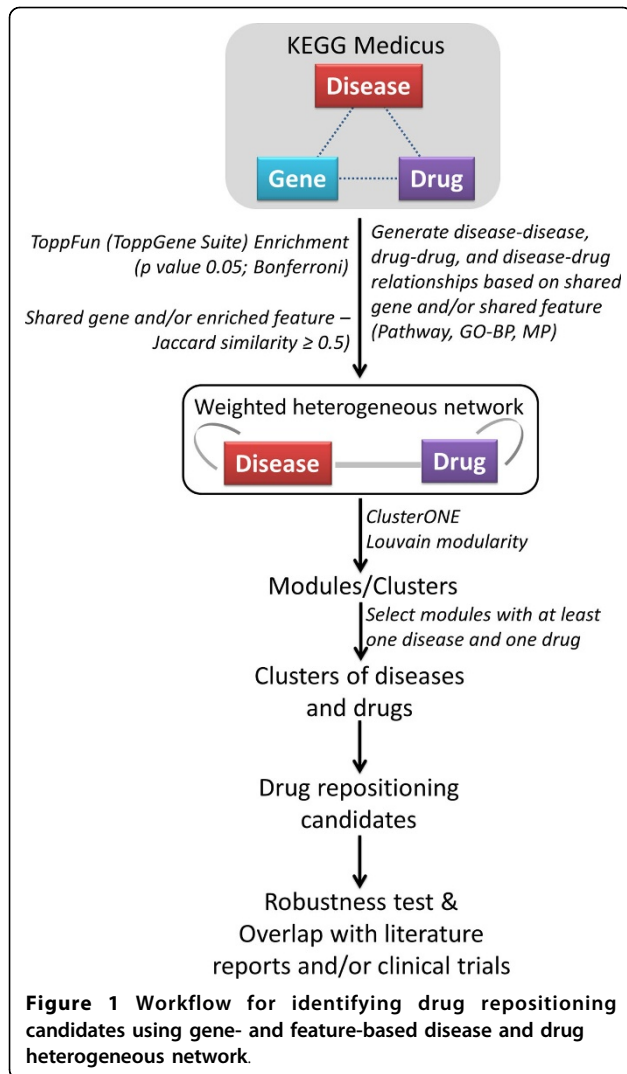 KEGG Medicus
Disease
Gene
Drug
ToppFun (ToppGene Suite) Enrichment
(p value 0.05; Bonferroni)
Shared gene and/or enriched feature –
Jaccard similarity ≥ 0.5)
Generate disease-disease,
drug-drug, and disease-drug
relationships based on shared
gene and/or shared feature
(Pathway, GO-BP, MP)
Weighted heterogeneous network
Disease
Drug
ClusterONE
Louvain modularity
Modules/Clusters
Select modules with at least
one disease and one drug
Clusters of diseases
and drugs
Drug repositioning
candidates
Robustness test &
Overlap with literature
reports and/or clinical trials
Figure 1 Workflow for identifying drug repositioning
candidates using gene- and feature-based disease and drug
heterogeneous network.